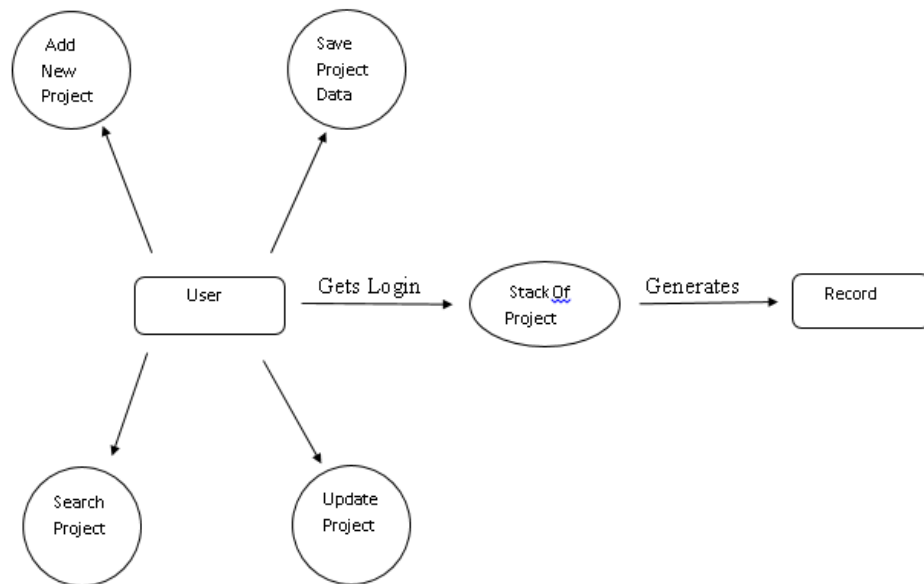 Add
New
Project
Save
Project
Data
User
Gets Login
Stack Of
Project
Generates
Record
Search
Project
Update
Project